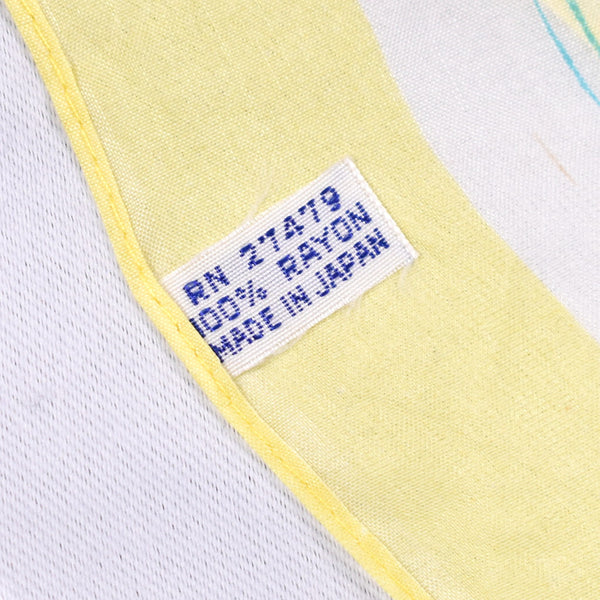 RN 27479
100% RAYON
MADE IN JAPAN